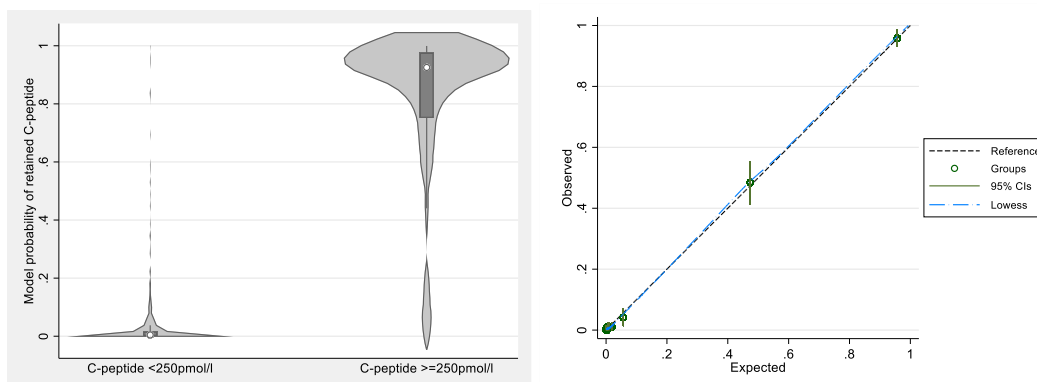 Model probability of retained C-peptide
1
.8
.6
.4
.2
0
C-peptide <250pmol/l
C-peptide >=250pmol/l
Observed
1
.8
.6
.4
.2
0
0
.2
.4
.6
.8
1
Expected
Reference
Groups
95% CIs
Lowess